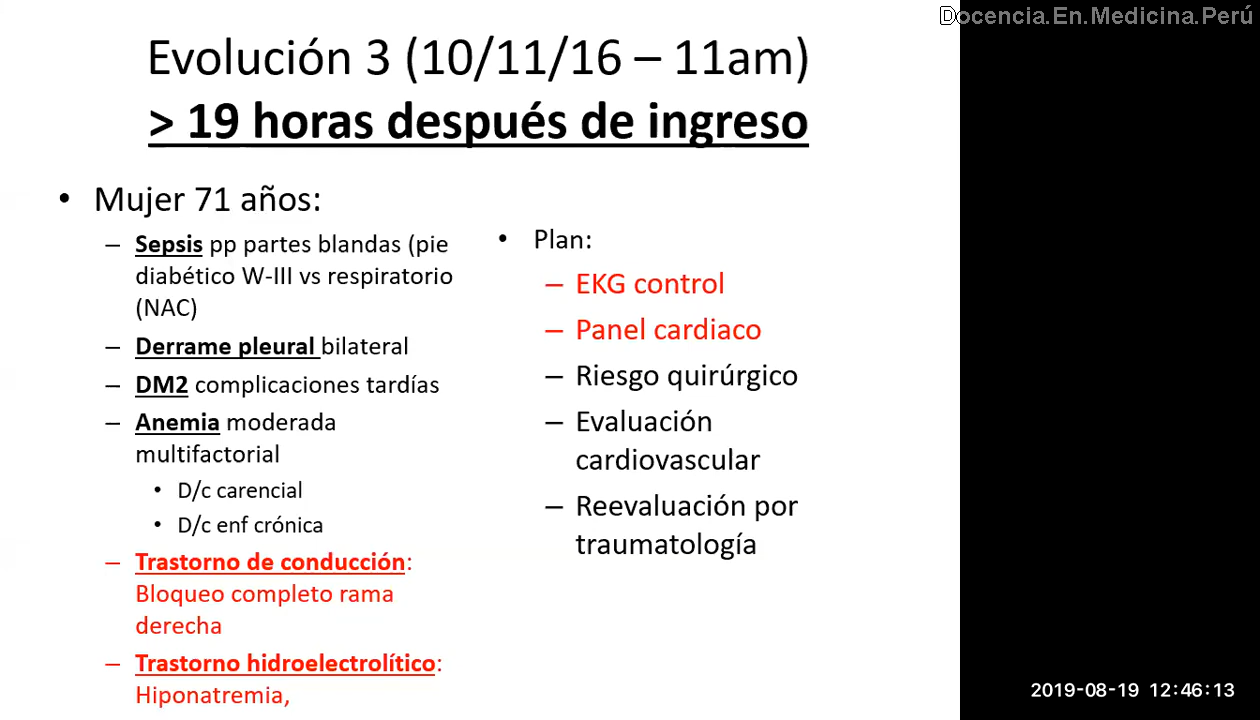 Docencia.En.Medicina.Perú
Evolución 3 (10/11/16 – 11am)
> 19 horas después de ingreso
• Mujer 71 años:
– Sepsis pp partes blandas (pie
diabético W-III vs respiratorio
(NAC)
– Derrame pleural bilateral
– DM2 complicaciones tardías
– Anemia moderada
multifactorial
• D/c carencial
• D/c enf crónica
– Trastorno de conducción:
Bloqueo completo rama
derecha
– Trastorno hidroelectrolítico:
Hiponatremia,
• Plan:
– EKG control
– Panel cardiaco
– Riesgo quirúrgico
– Evaluación
cardiovascular
– Reevaluación por
traumatología
2019-08-19 12:46:13